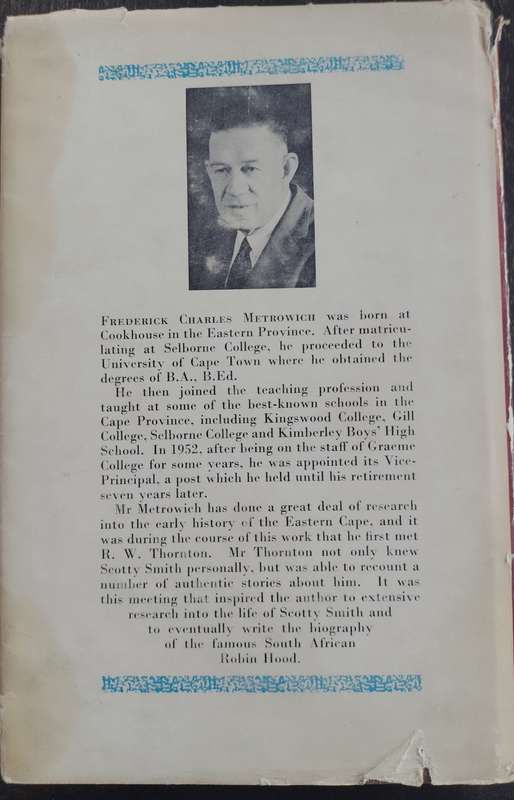 FREDERICK CHARLES METROWICH was born at
Cookhouse in the Eastern Province. After matricu-
lating at Selborne College, he proceeded to the
University of Cape Town where he obtained the
degrees of B.A., B.Ed.
He then joined the teaching profession and
taught at some of the best-known schools in the
Cape Province, including Kingswood College, Gill
College, Selborne College and Kimberley Boys' High
School. In 1952, after being on the staff of Graeme
College for some years, he was appointed its Vice-
Principal, a post which he held until his retirement
seven years later.
Mr Metrowich has done a great deal of research
into the early history of the Eastern Cape, and it
was during the course of this work that he first met
R. W. Thornton. Mr Thornton not only knew
Scotty Smith personally, but was able to recount a
number of authentic stories about him. It was
this meeting that inspired the author to extensive
research into the life of Scotty Smith and
to eventually write the biography
of the famous South African
Robin Hood.